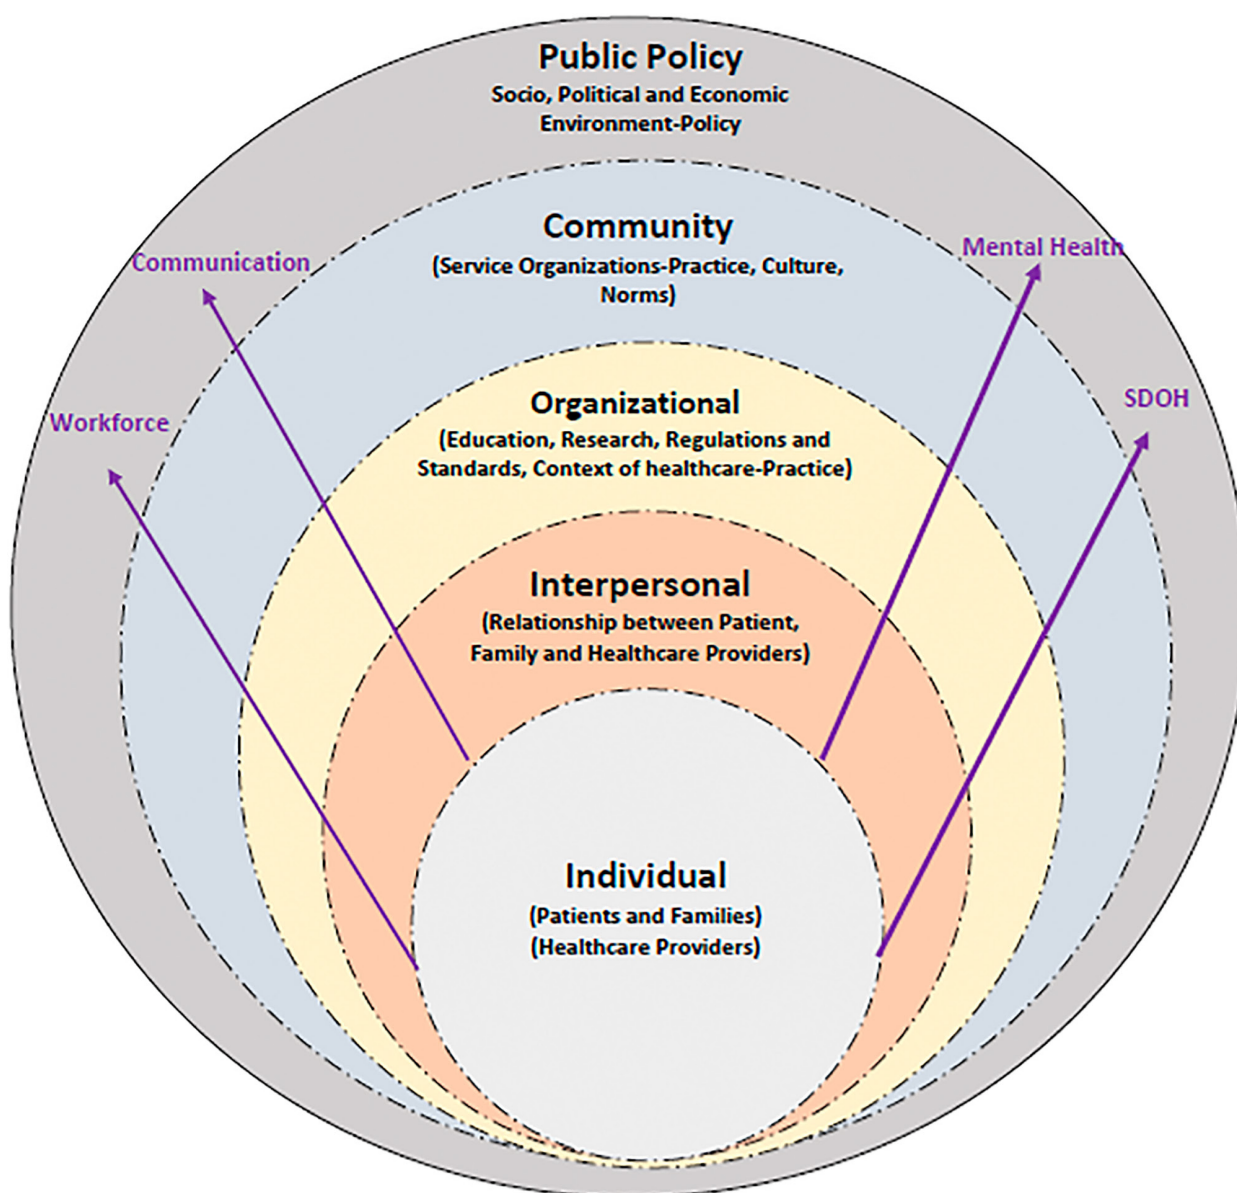 Public Policy
Socio, Political and Economic
Environment-Policy
Community
(Service Organizations-Practice, Culture,
Norms)
Communication
Mental Health
Workforce
SDOH
Organizational
(Education, Research, Regulations and
Standards, Context of healthcare-Practice)
Interpersonal
(Relationship between Patient,
Family and Healthcare Providers)
Individual
(Patients and Families)
(Healthcare Providers)